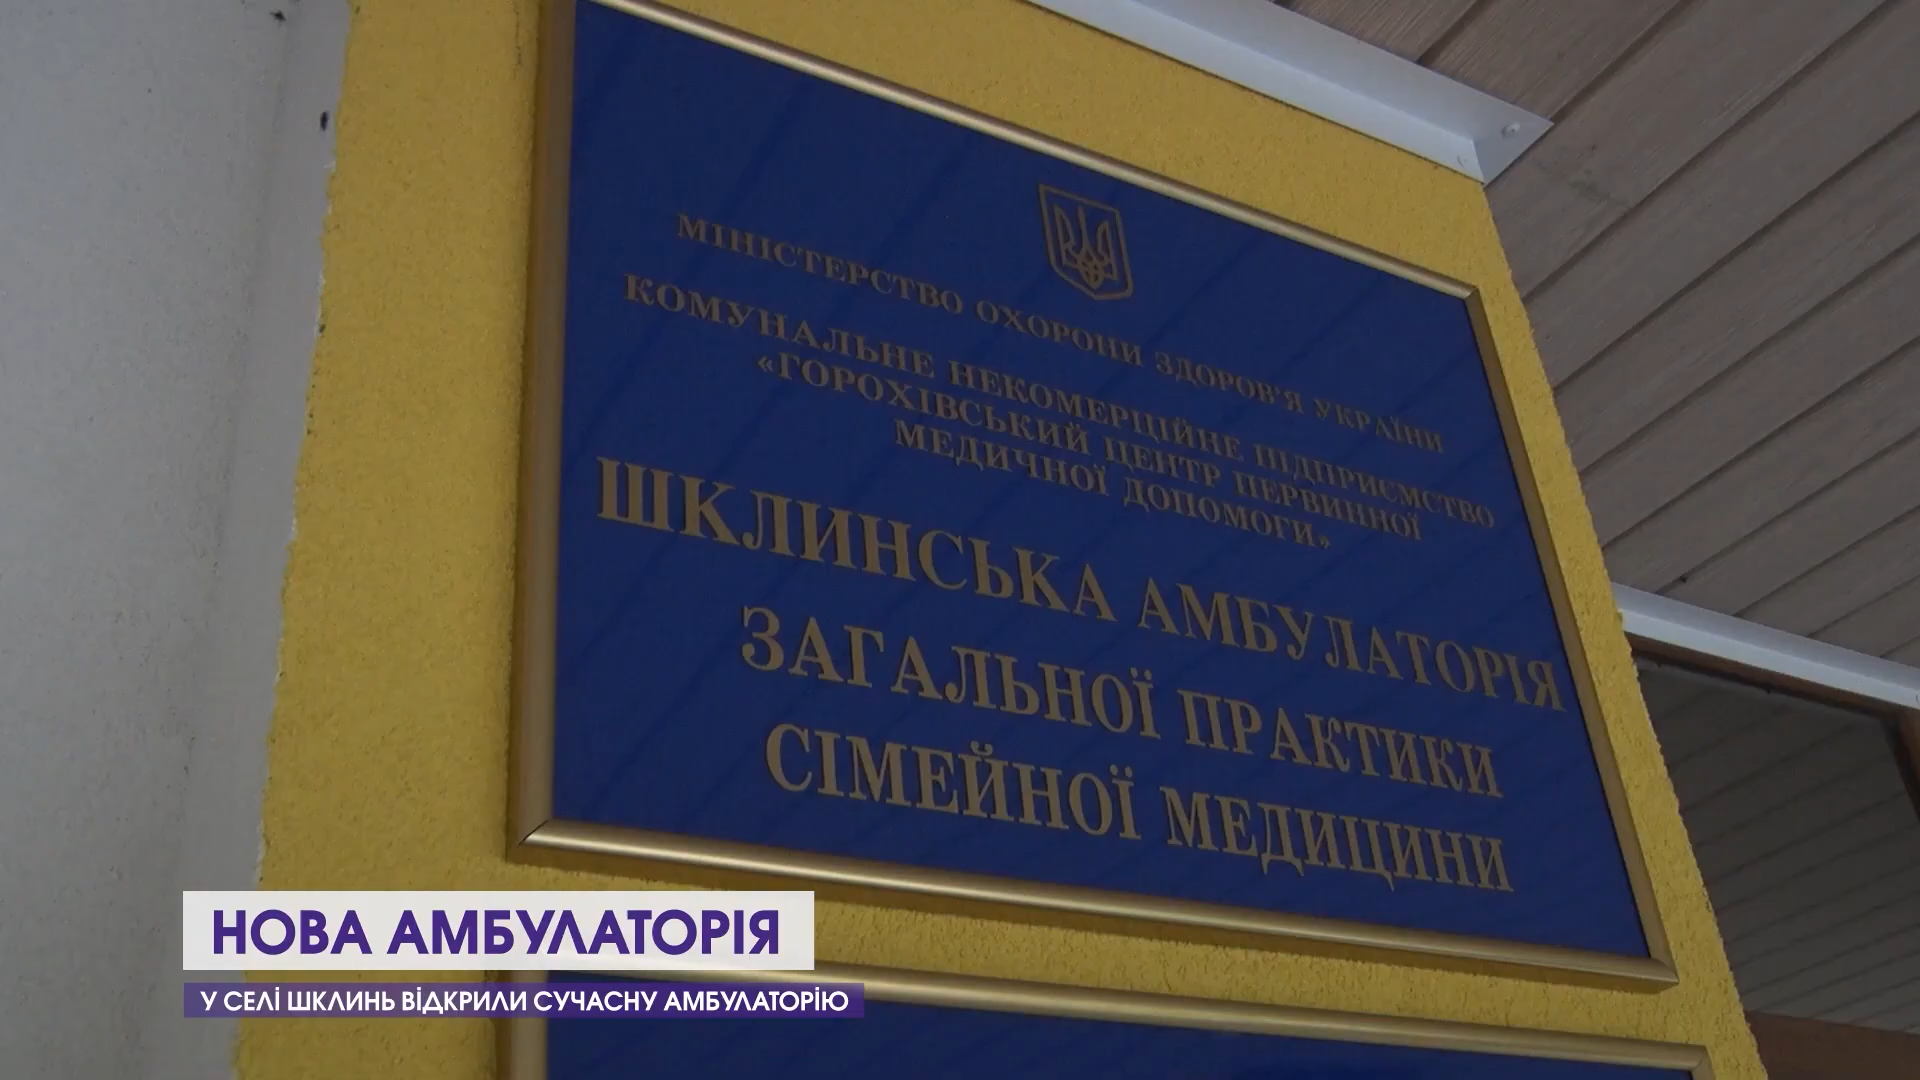 МІНІСТЕРСТВО ОХОРОНИ ЗДОРОВ'Я УКРАЇНИ
КОМУНАЛЬНЕ НЕКОМЕРЦІЙНЕ ПІДПРИЄМСТВО
«ГОРОХІВСЬКИЙ ЦЕНТР ПЕРВИННОЇ
МЕДИЧНОЇ ДОПОМОГИ»
ШКЛИНСЬКА АМБУЛАТОРІЯ
ЗАГАЛЬНОЇ ПРАКТИКИ
СІМЕЙНОЇ МЕДИЦИНИ
НОВА АМБУЛАТОРІЯ
У СЕЛІ ШКЛИНЬ ВІДКРИЛИ СУЧАСНУ АМБУЛАТОРІЮ